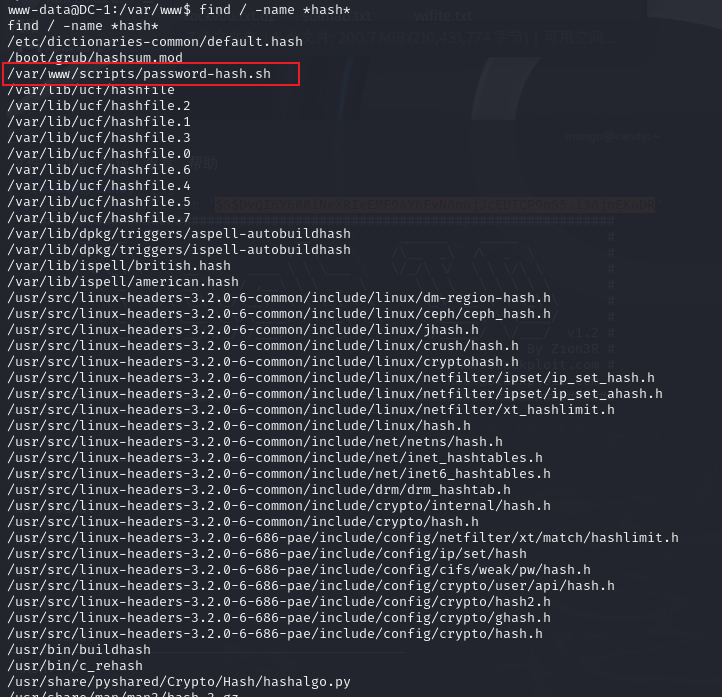 www-data@DC-1:/var/www$ find / -name *hash*
find / -name *hash*
/etc/dictionaries-common/default.hash
/boot/grub/hashsum.mod
/var/www/scripts/password-hash.sh
/var/lib/ucf/hashfile
/var/lib/ucf/hashfile.2
/var/lib/ucf/hashfile.1
/var/lib/ucf/hashfile.3
/var/lib/ucf/hashfile.0
/var/lib/ucf/hashfile.6
/var/lib/ucf/hashfile.4
/var/lib/ucf/hashfile.5
/var/lib/ucf/hashfile.7
/var/lib/dpkg/triggers/aspell-autobuildhash
/var/lib/dpkg/triggers/ispell-autobuildhash
/var/lib/ispell/british.hash
/var/lib/ispell/american.hash
/usr/src/linux-headers-3.2.0-6-common/include/linux/dm-region-hash.h
/usr/src/linux-headers-3.2.0-6-common/include/linux/ceph/ceph_hash.h
/usr/src/linux-headers-3.2.0-6-common/include/linux/jhash.h
/usr/src/linux-headers-3.2.0-6-common/include/linux/crush/hash.h
/usr/src/linux-headers-3.2.0-6-common/include/linux/cryptohash.h
/usr/src/linux-headers-3.2.0-6-common/include/linux/netfilter/ipset/ip_set_hash.h
/usr/src/linux-headers-3.2.0-6-common/include/linux/netfilter/ipset/ip_set_ahash.h
/usr/src/linux-headers-3.2.0-6-common/include/linux/netfilter/xt_hashlimit.h
/usr/src/linux-headers-3.2.0-6-common/include/linux/hash.h
/usr/src/linux-headers-3.2.0-6-common/include/net/netns/hash.h
/usr/src/linux-headers-3.2.0-6-common/include/net/inet_hashtables.h
/usr/src/linux-headers-3.2.0-6-common/include/net/inet6_hashtables.h
/usr/src/linux-headers-3.2.0-6-common/include/drm/drm_hashtab.h
/usr/src/linux-headers-3.2.0-6-common/include/crypto/internal/hash.h
/usr/src/linux-headers-3.2.0-6-common/include/crypto/hash.h
/usr/src/linux-headers-3.2.0-6-686-pae/include/config/netfilter/xt/match/hashlimit.h
/usr/src/linux-headers-3.2.0-6-686-pae/include/config/ip/set/hash
/usr/src/linux-headers-3.2.0-6-686-pae/include/config/cifs/weak/pw/hash.h
/usr/src/linux-headers-3.2.0-6-686-pae/include/config/crypto/user/api/hash.h
/usr/src/linux-headers-3.2.0-6-686-pae/include/config/crypto/hash2.h
/usr/src/linux-headers-3.2.0-6-686-pae/include/config/crypto/ghash.h
/usr/src/linux-headers-3.2.0-6-686-pae/include/config/crypto/hash.h
/usr/bin/buildhash
/usr/bin/c_rehash
/usr/share/pyshared/Crypto/Hash/hashalgo.py
/usr/share/man/man3/hash.3.gz